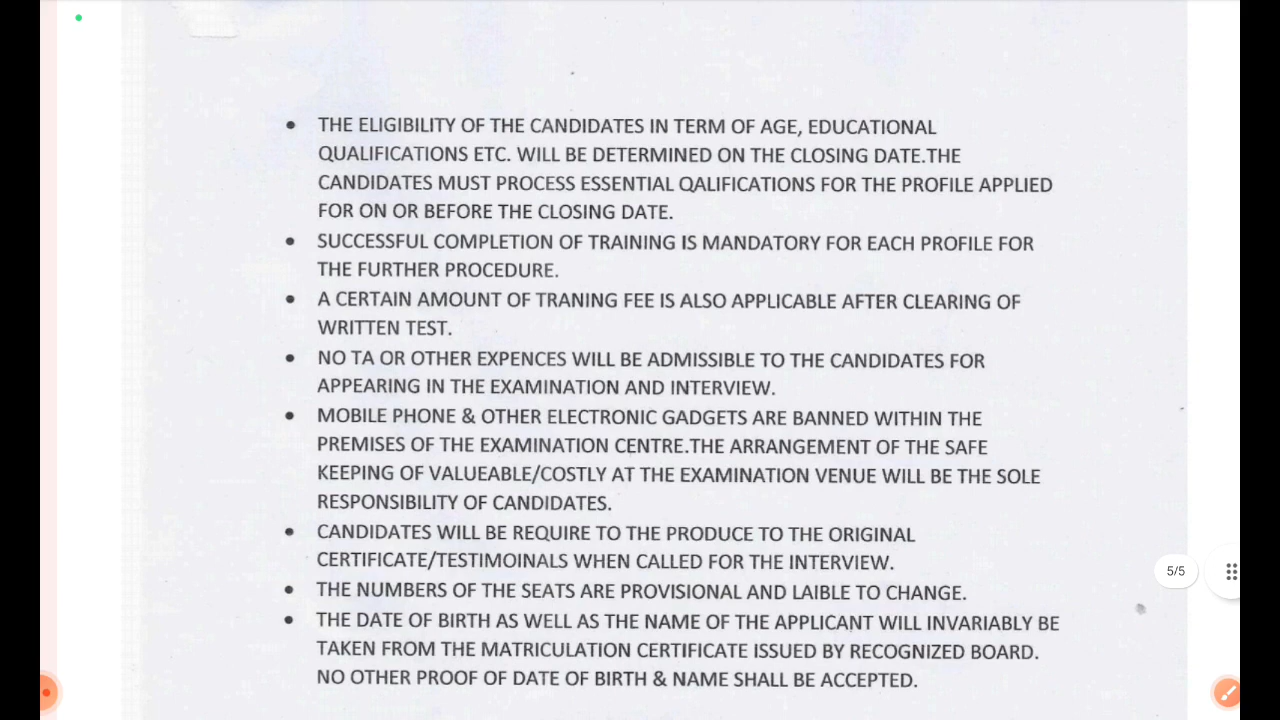 THE ELIGIBILITY OF THE CANDIDATES IN TERM OF AGE, EDUCATIONAL
QUALIFICATIONS ETC. WILL BE DETERMINED ON THE CLOSING DATE.THE
CANDIDATES MUST PROCESS ESSENTIAL QALIFICATIONS FOR THE PROFILE APPLIED
FOR ON OR BEFORE THE CLOSING DATE.
SUCCESSFUL COMPLETION OF TRAINING IS MANDATORY FOR EACH PROFILE FOR
THE FURTHER PROCEDURE.
A CERTAIN AMOUNT OF TRANING FEE IS ALSO APPLICABLE AFTER CLEARING OF
WRITTEN TEST.
NO TA OR OTHER EXPENCES WILL BE ADMISSIBLE TO THE CANDIDATES FOR
APPEARING IN THE EXAMINATION AND INTERVIEW.
MOBILE PHONE & OTHER ELECTRONIC GADGETS ARE BANNED WITHIN THE
PREMISES OF THE EXAMINATION CENTRE.THE ARRANGEMENT OF THE SAFE
KEEPING OF VALUEABLE/COSTLY AT THE EXAMINATION VENUE WILL BE THE SOLE
RESPONSIBILITY OF CANDIDATES.
CANDIDATES WILL BE REQUIRE TO THE PRODUCE TO THE ORIGINAL
CERTIFICATE/TESTIMOINALS WHEN CALLED FOR THE INTERVIEW.
THE NUMBERS OF THE SEATS ARE PROVISIONAL AND LAIBLE TO CHANGE.
THE DATE OF BIRTH AS WELL AS THE NAME OF THE APPLICANT WILL INVARIABLY BE
TAKEN FROM THE MATRICULATION CERTIFICATE ISSUED BY RECOGNIZED BOARD.
NO OTHER PROOF OF DATE OF BIRTH & NAME SHALL BE ACCEPTED.
5/5